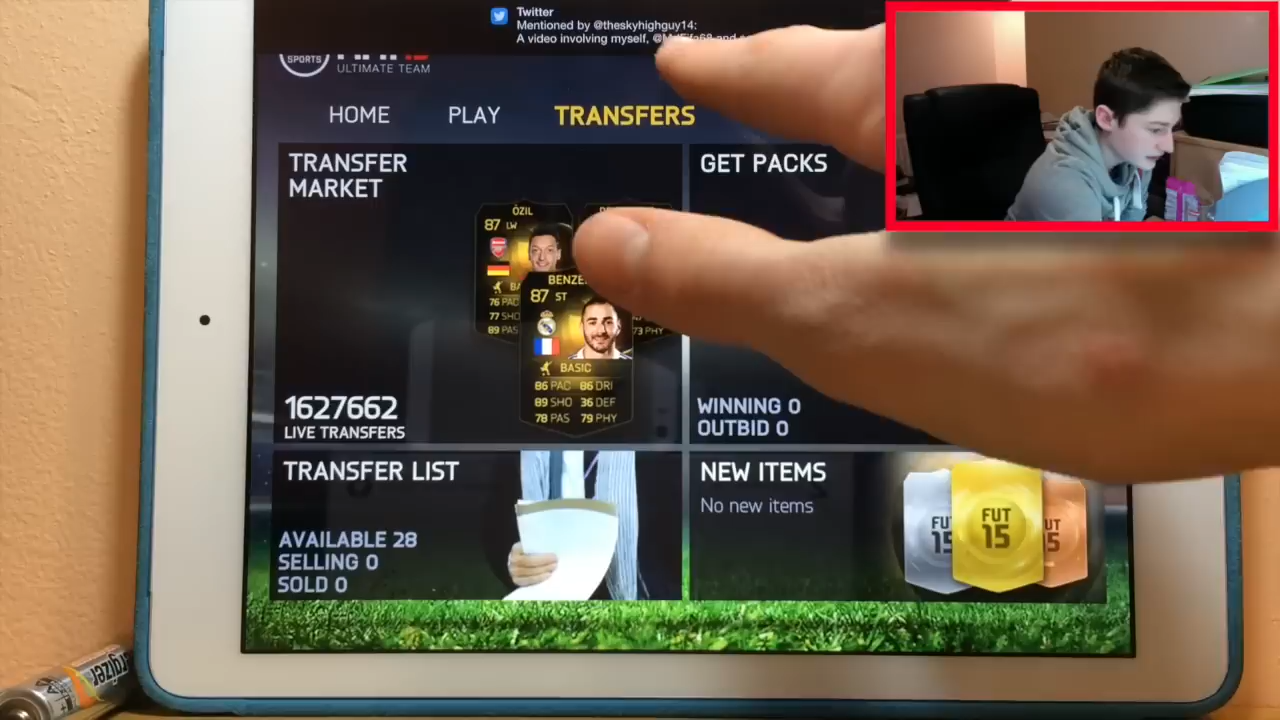 Twitter
Mentioned by @theskyhighguy14:
A video involving myself, and
SPORTS
ULTIMATE TEAM
HOME PLAY TRANSFERS
TRANSFER
MARKET
GET PACKS
ÖZIL
87 LW
76 PAC
77 SHO
89 PAS
73 PHY
87 ST
BASIC
86 PAC 86 DRI
89 SHO 36 DEF
78 PAS 79 PHY
1627662
LIVE TRANSFERS
WINNING 0
OUTBID 0
TRANSFER LIST
AVAILABLE 28
SELLING 0
SOLD 0
NEW ITEMS
No new items
FUT
15